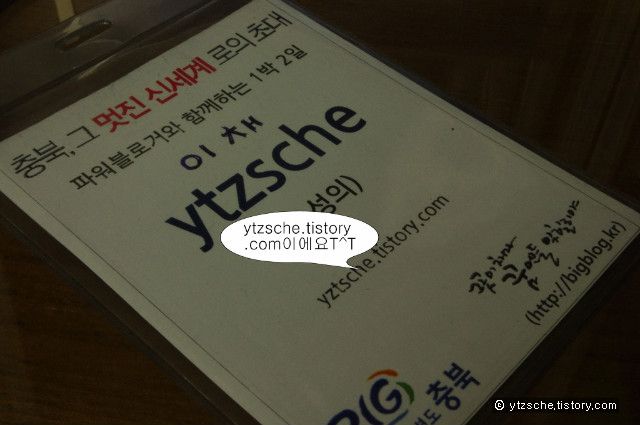 충북, 그 멋진 신세계 로의 초대
파워블로거와 함께하는 1박 2일
이채
ytzsche
성의)
ytzsche.tistory
.com이에요T^T
yztsche.tistory.com
(http://bigblog.kr)
충북
© ytzsche.tistory.com